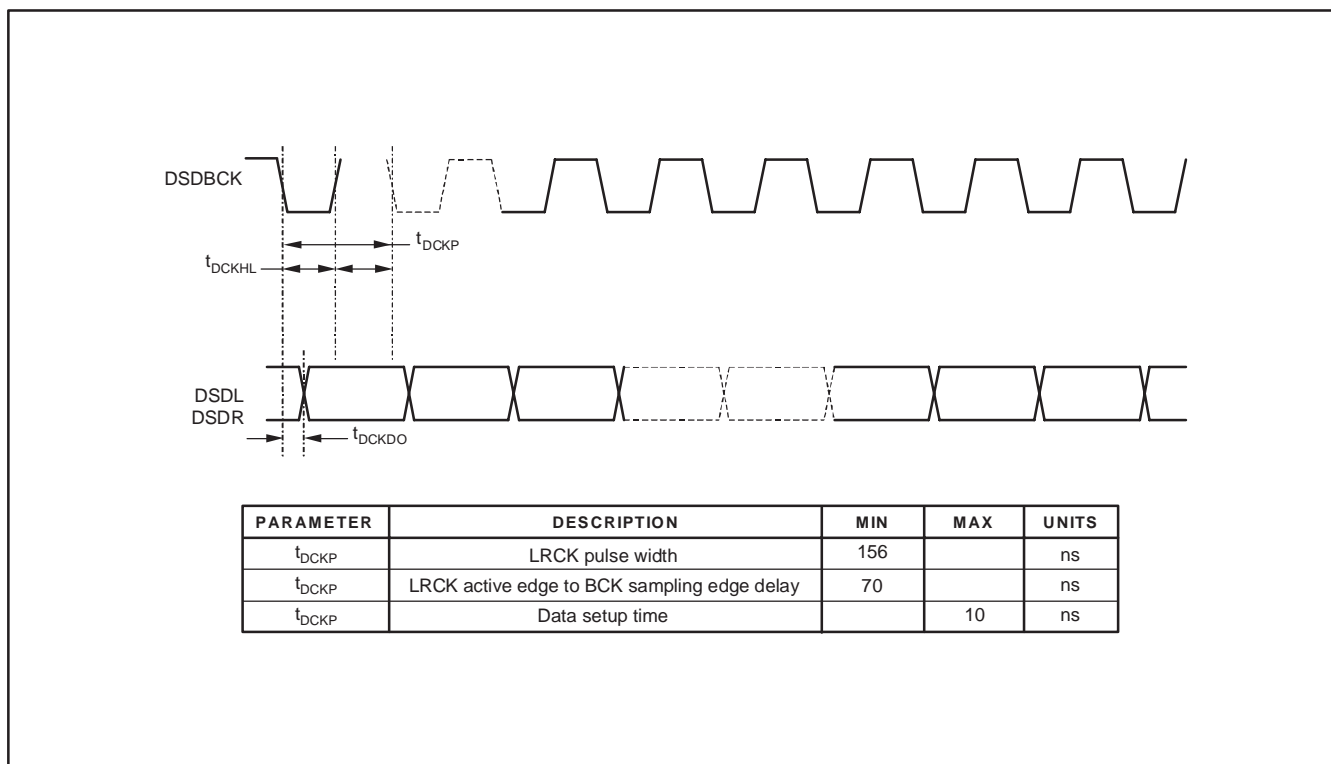 DSDBCK
tDCKP
tDCKHL
DSDL
DSDR
tDCKDO
PARAMETER DESCRIPTION MIN MAX UNITS
tDCKP LRCK pulse width 156 ns
tDCKP LRCK active edge to BCK sampling edge delay 70 ns
tDCKP Data setup time 10 ns